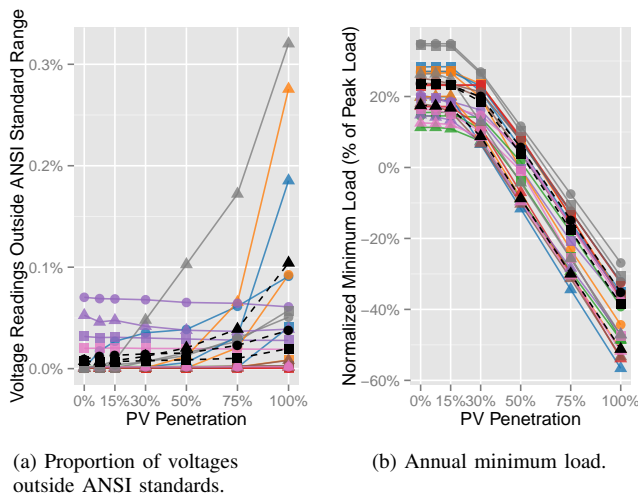 Voltage Readings Outside ANSI Standard Range
0.3%
0.2%
0.1%
0.0%
0% 15% 30% 50% 75% 100%
PV Penetration
(a) Proportion of voltages
outside ANSI standards.
Normalized Minimum Load (% of Peak Load)
20%
0%
−20%
−40%
−60%
0% 15% 30% 50% 75% 100%
PV Penetration
(b) Annual minimum load.